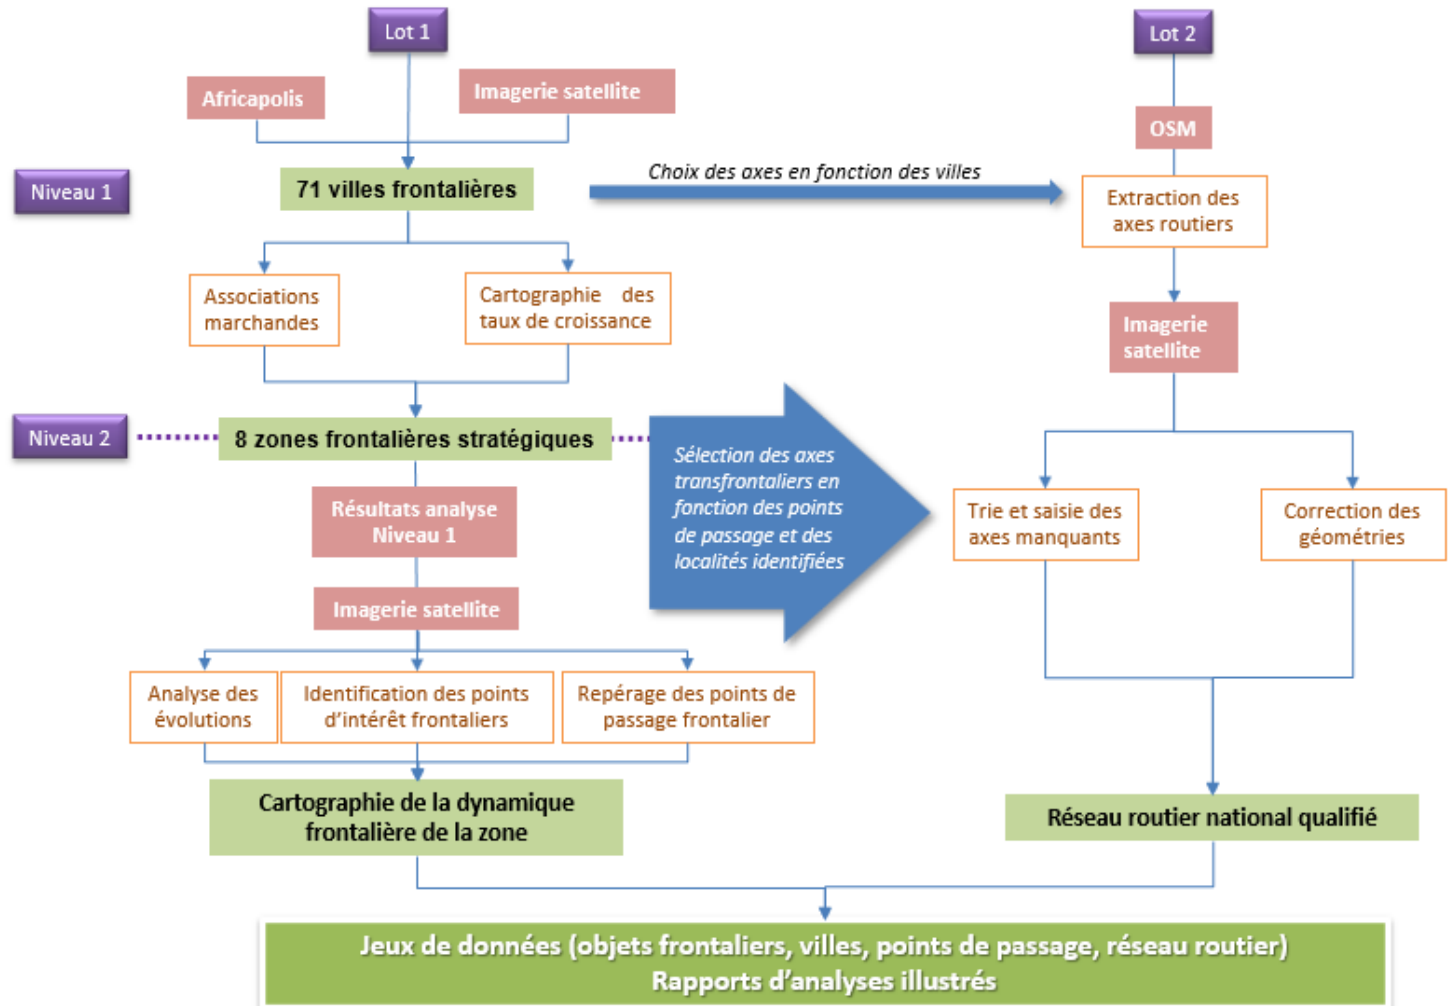 Lot 1
Lot 2
Africapolis
Imagerie satellite
OSM
Niveau 1
71 villes frontalières
Choix des axes en fonction des villes
Extraction des
axes routiers
Associations
marchandes
Cartographie des
taux de croissance
Imagerie
satellite
Niveau 2
8 zones frontalières stratégiques
Sélection des axes
transfrontaliers en
fonction des points
de passage et des
localités identifiées
Résultats analyse
Niveau 1
Trie et saisie des
axes manquants
Correction des
géométries
Imagerie satellite
Analyse des
évolutions
Identification des points
d'intérêt frontaliers
Repérage des points de
passage frontalier
Cartographie de la dynamique
frontalière de la zone
Réseau routier national qualifié
Jeux de données (objets frontaliers, villes, points de passage, réseau routier)
Rapports d'analyses illustrés